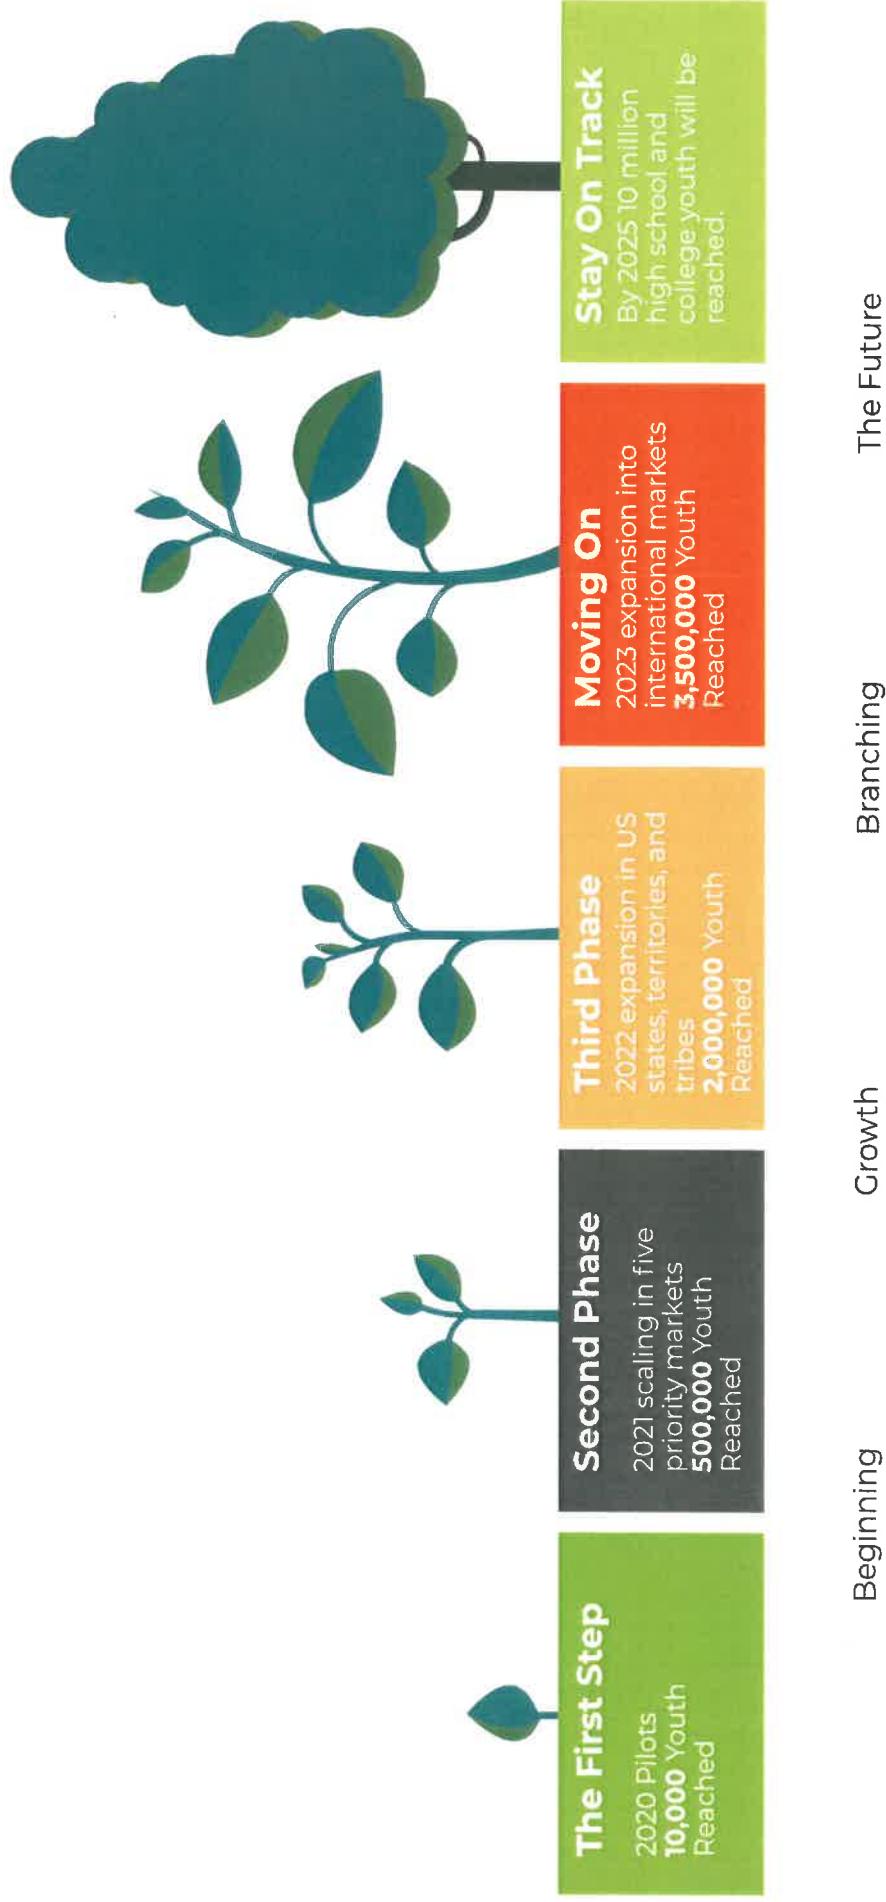 The First Step
2020 Pilots
10,000 Youth
Reached
Second Phase
2021 scaling in five
priority markets
500,000 Youth
Reached
Third Phase
2022 expansion in US
states, territories, and
tribes
2,000,000 Youth
Reached
Moving On
2023 expansion into
international markets
3,500,000 Youth
Reached
Stay On Track
By 2025 10 million
high school and
college youth will be
reached.
Beginning
Growth
Branching
The Future